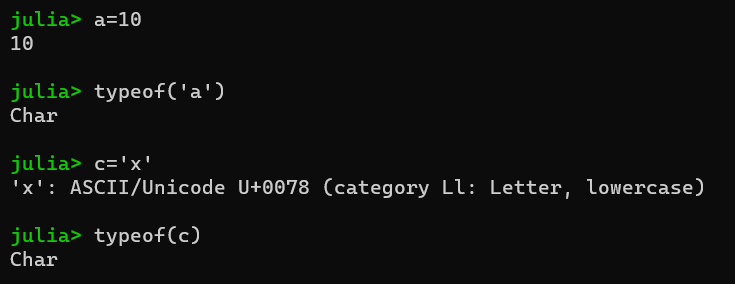 julia> a=10
10
julia> typeof('a')
Char
julia> c='x'
'x': ASCII/Unicode U+0078 (category Ll: Letter, lowercase)
julia> typeof(c)
Char